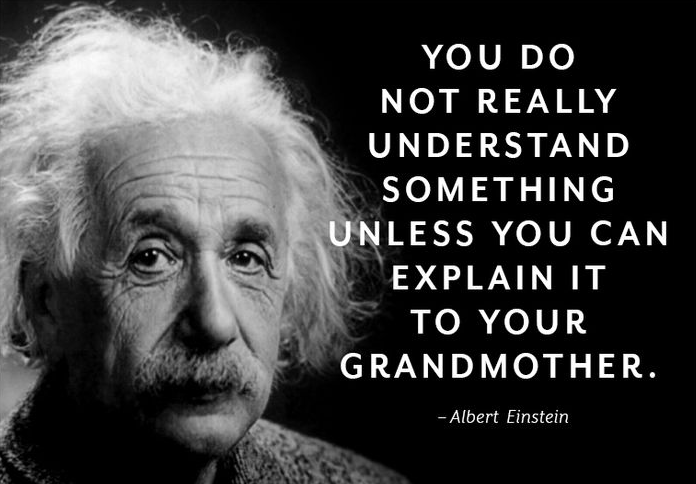 YOU DO
NOT REALLY
UNDERSTAND
SOMETHING
UNLESS YOU CAN
EXPLAIN IT
TO YOUR
GRANDMOTHER.
– Albert Einstein